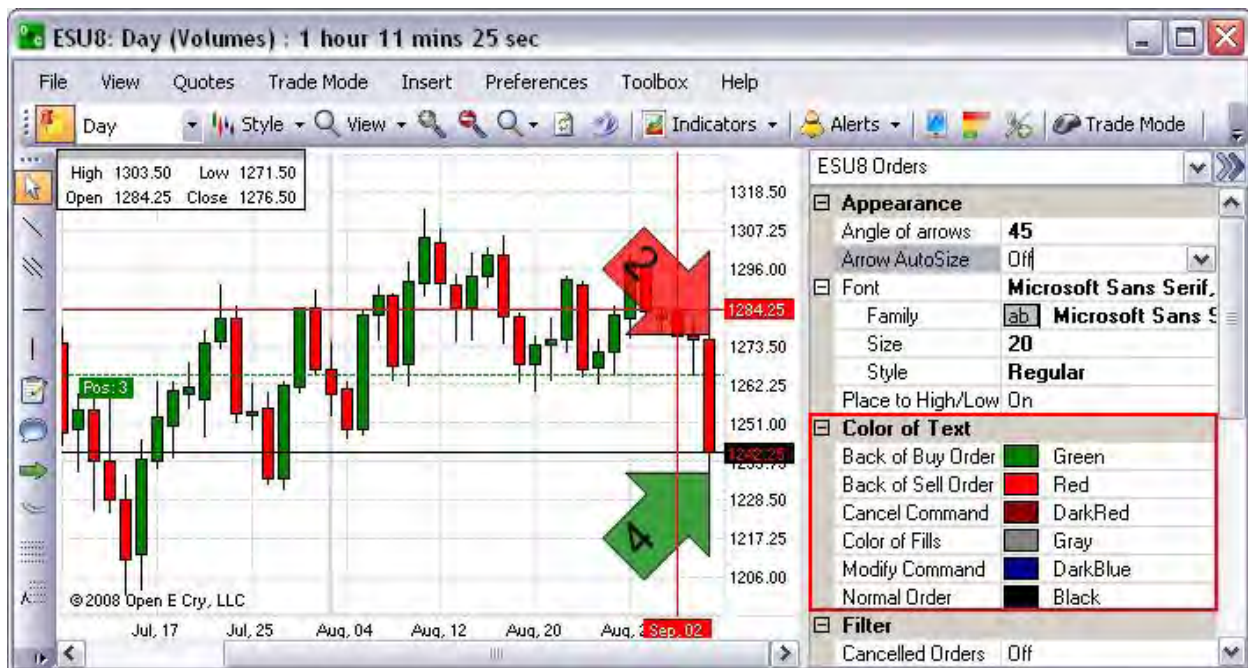 ESU8: Day (Volumes) : 1 hour 11 mins 25 sec
File View Quotes Trade Mode Insert Preferences Toolbox Help
Day Style View Indicators Alerts Trade Mode
High 1303.50 Low 1271.50
Open 1284.25 Close 1276.50
1318.50
1307.25
1296.00
1284.25
1273.50
1262.25
1251.00
1242.25
1228.50
1217.25
1206.00
Pos: 3
2
4
©2008 Open E Cry, LLC
Jul, 17 Jul, 25 Aug, 04 Aug, 12 Aug, 20 Aug, 2 Sep, 02
ESU8 Orders
Appearance
Angle of arrows 45
Arrow AutoSize Off
Font Microsoft Sans Serif,
Family ab Microsoft Sans S
Size 20
Style Regular
Place to High/Low On
Color of Text
Back of Buy Order Green
Back of Sell Order Red
Cancel Command DarkRed
Color of Fills Gray
Modify Command DarkBlue
Normal Order Black
Filter
Cancelled Orders Off